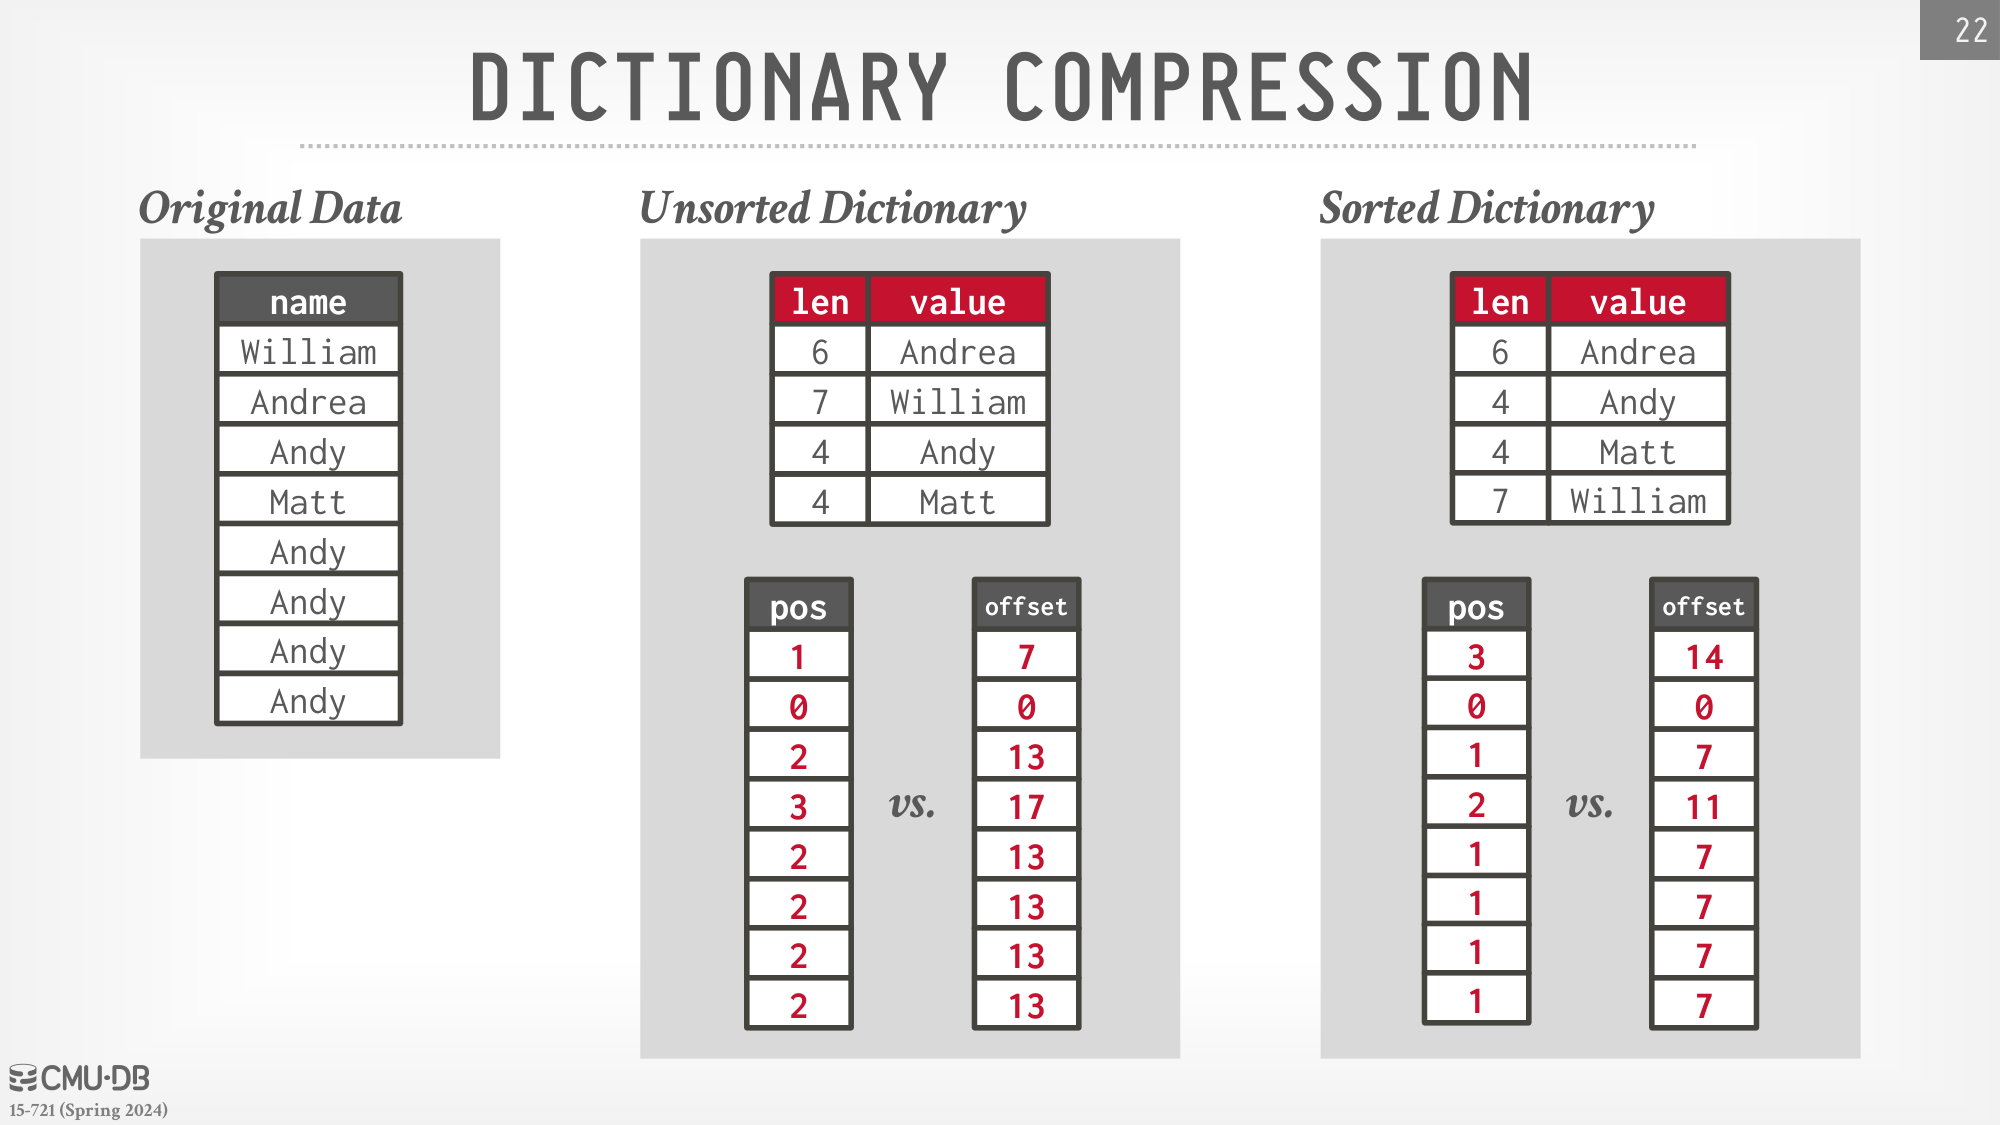 22
DICTIONARY COMPRESSION
Original Data
name
William
Andrea
Andy
Matt
Andy
Andy
Andy
Andy
Unsorted Dictionary
len value
6 Andrea
7 William
4 Andy
4 Matt
pos
1
0
2
3
2
2
2
2
vs.
offset
7
0
13
17
13
13
13
13
Sorted Dictionary
len value
6 Andrea
4 Andy
4 Matt
7 William
pos
3
0
1
2
1
1
1
1
vs.
offset
14
0
7
11
7
7
7
7
CMU·DB
15-721 (Spring 2024)